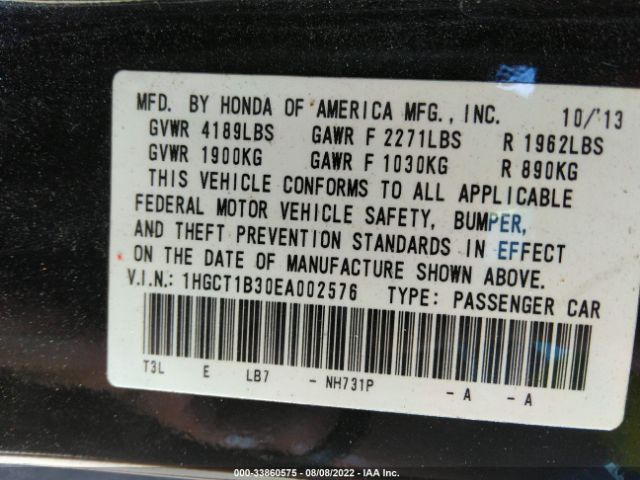 MFD. BY HONDA OF AMERICA MFG., INC. 10/13
GVWR 4189LBS GAWR F 2271LBS R 1962LBS
GVWR 1900KG GAWR F 1030KG R 890KG
THIS VEHICLE CONFORMS TO ALL APPLICABLE
FEDERAL MOTOR VEHICLE SAFETY, BUMPER,
AND THEFT PREVENTION STANDARDS IN EFFECT
ON THE DATE OF MANUFACTURE SHOWN ABOVE.
V.I.N.: 1HGCT1B30EA002576 TYPE: PASSENGER CAR
T3L E LB7 - NH731P - A - A
000-33860575 - 08/08/2022 - IAA Inc.